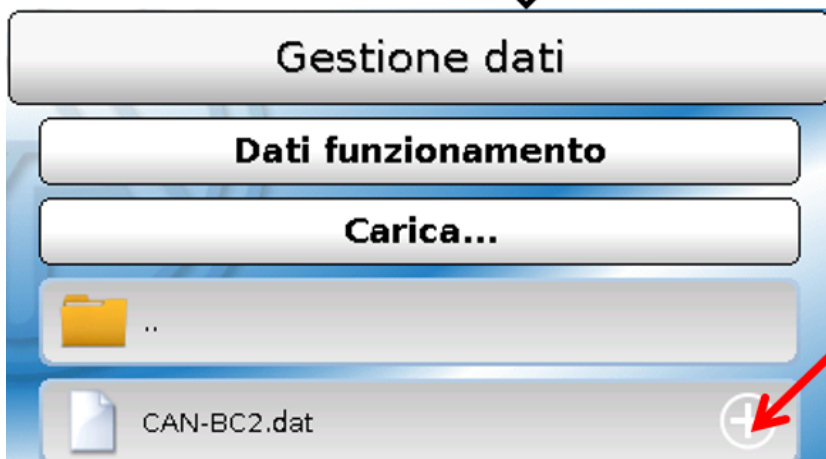 Gestione dati
Dati funzionamento
Carica...
..
CAN-BC2.dat